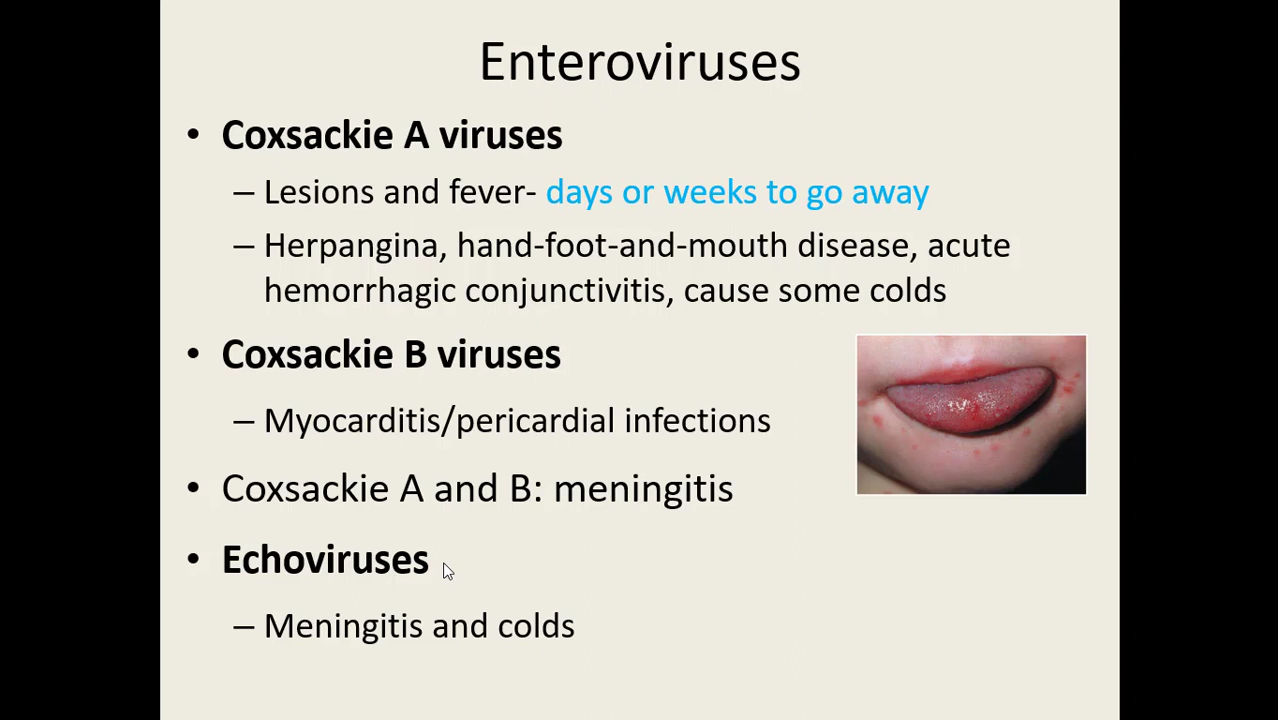 Enteroviruses
• Coxsackie A viruses
– Lesions and fever- days or weeks to go away
– Herpangina, hand-foot-and-mouth disease, acute
hemorrhagic conjunctivitis, cause some colds
• Coxsackie B viruses
– Myocarditis/pericardial infections
• Coxsackie A and B: meningitis
• Echoviruses
– Meningitis and colds